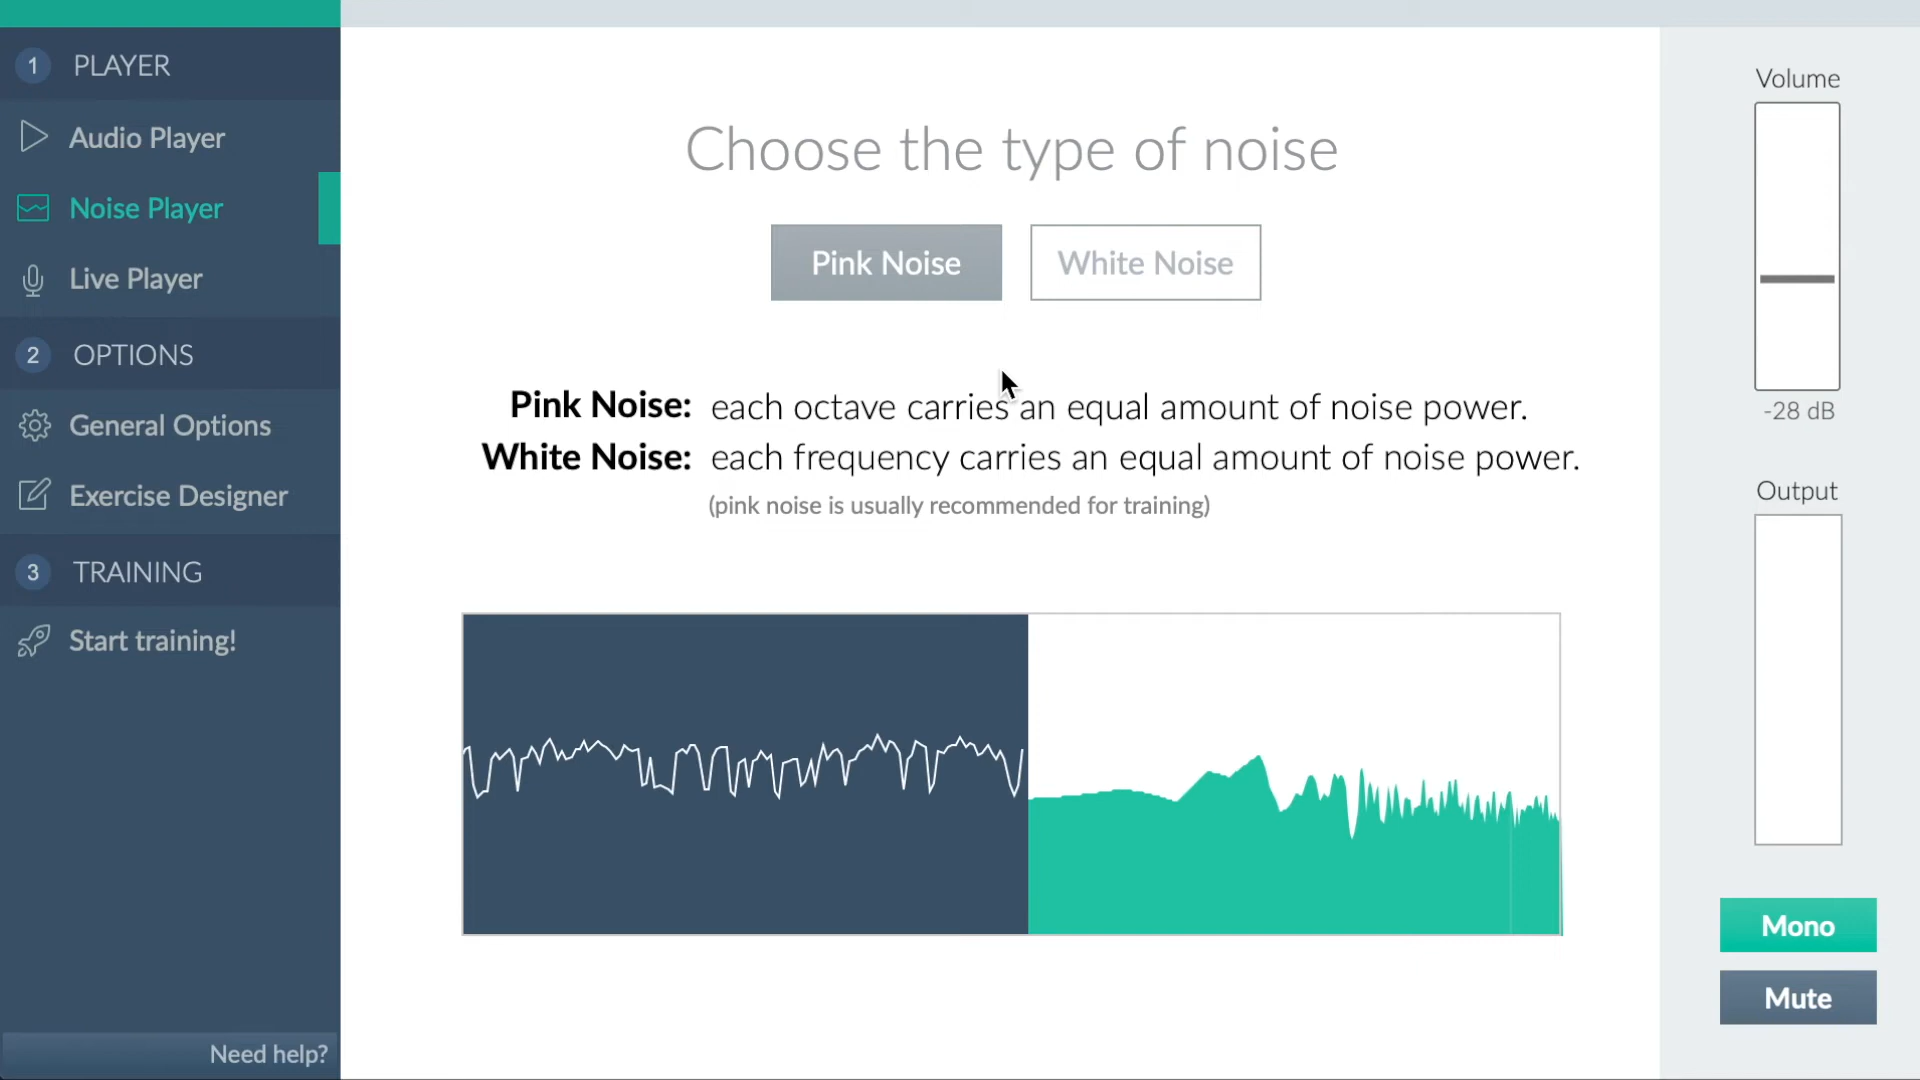 1 PLAYER
Audio Player
Noise Player
Live Player
2 OPTIONS
General Options
Exercise Designer
3 TRAINING
Start training!
Need help?
Choose the type of noise
Pink Noise
White Noise
Pink Noise: each octave carries an equal amount of noise power.
White Noise: each frequency carries an equal amount of noise power.
(pink noise is usually recommended for training)
Volume
-28 dB
Output
Mono
Mute